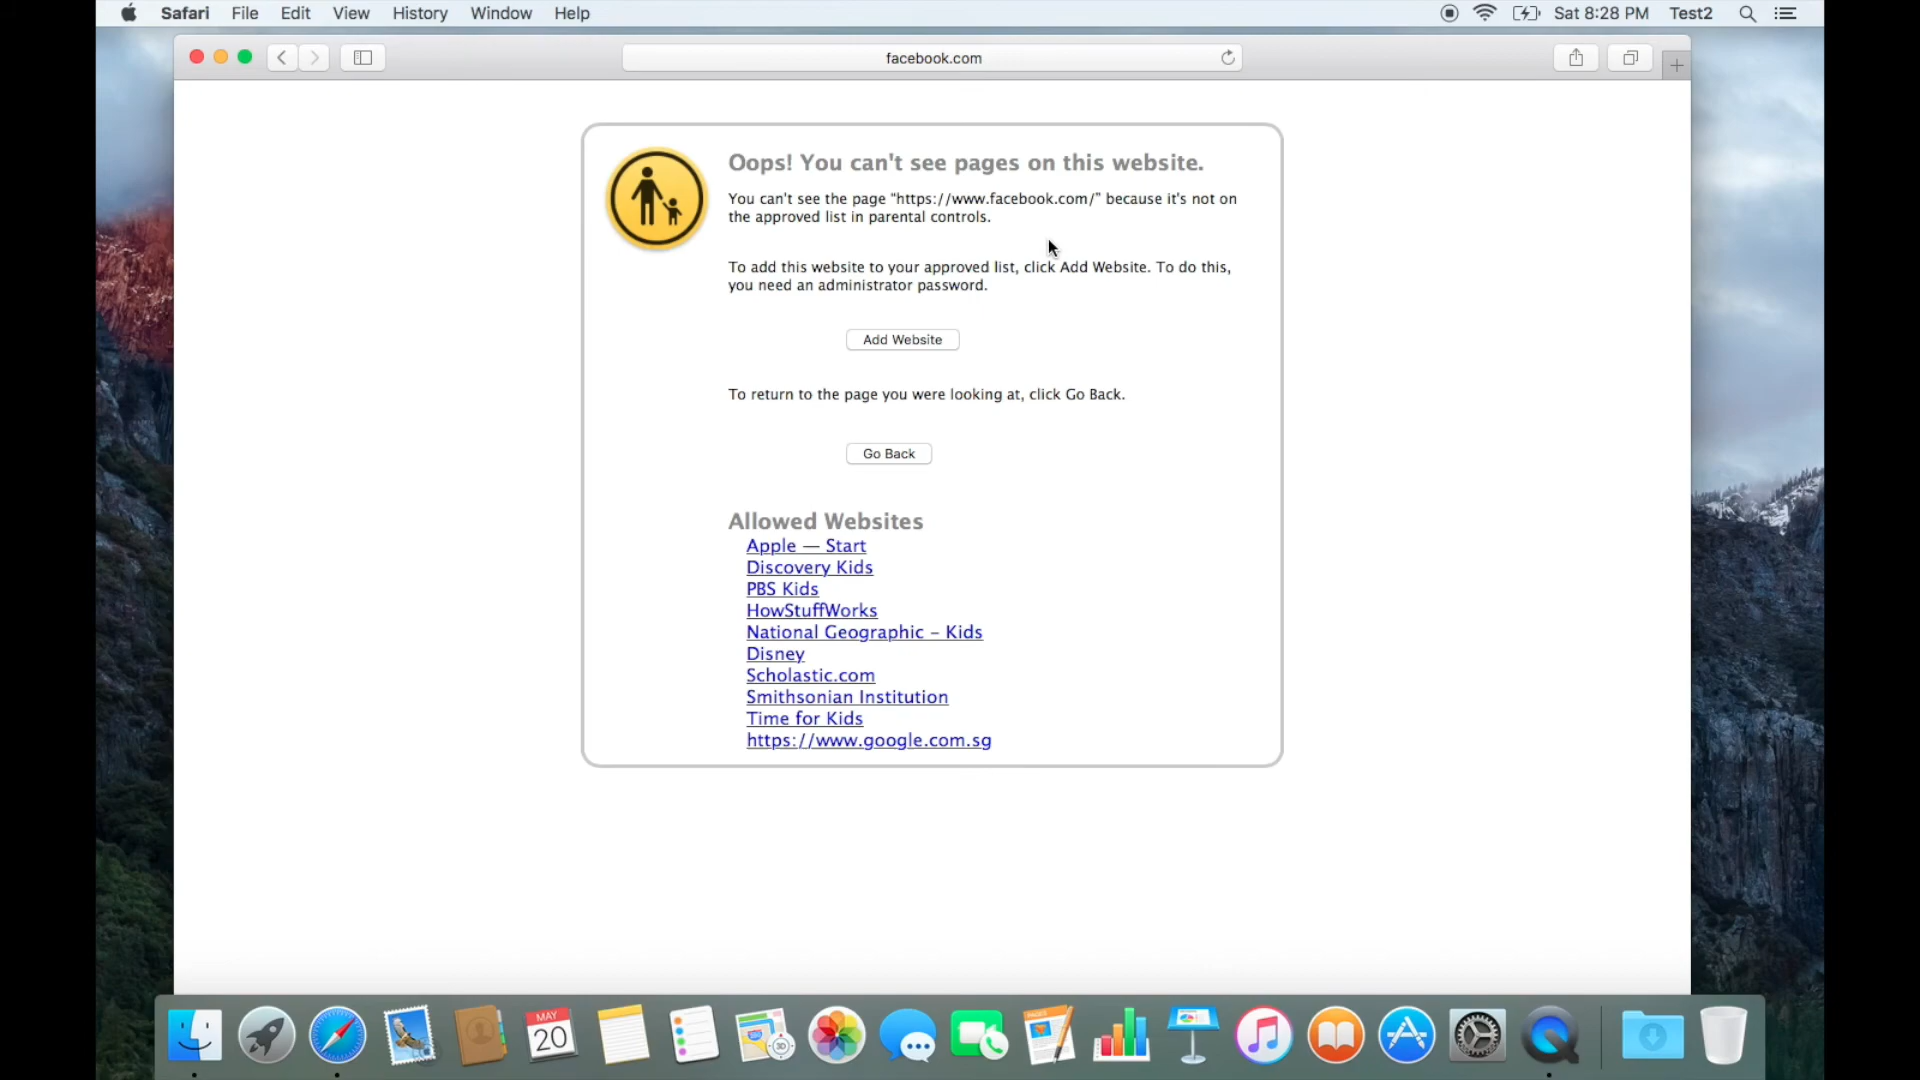 Safari File Edit View History Window Help Sat 8:28 PM Test2
facebook.com
Oops! You can't see pages on this website.
You can't see the page “https://www.facebook.com/” because it's not on
the approved list in parental controls.
To add this website to your approved list, click Add Website. To do this,
you need an administrator password.
Add Website
To return to the page you were looking at, click Go Back.
Go Back
Allowed Websites
Apple — Start
Discovery Kids
PBS Kids
HowStuffWorks
National Geographic – Kids
Disney
Scholastic.com
Smithsonian Institution
Time for Kids
https://www.google.com.sg
MAY
20
3D
PAGES